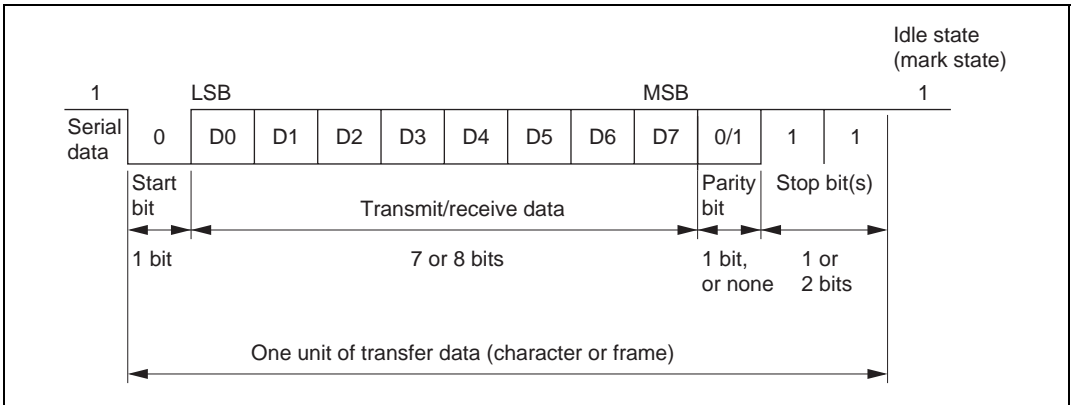 Idle state
(mark state)
1 LSB MSB 1
Serial
data
0 D0 D1 D2 D3 D4 D5 D6 D7 0/1 1 1
Start
bit
Transmit/receive data
Parity
bit
Stop bit(s)
1 bit
7 or 8 bits
1 bit,
or none
1 or
2 bits
One unit of transfer data (character or frame)